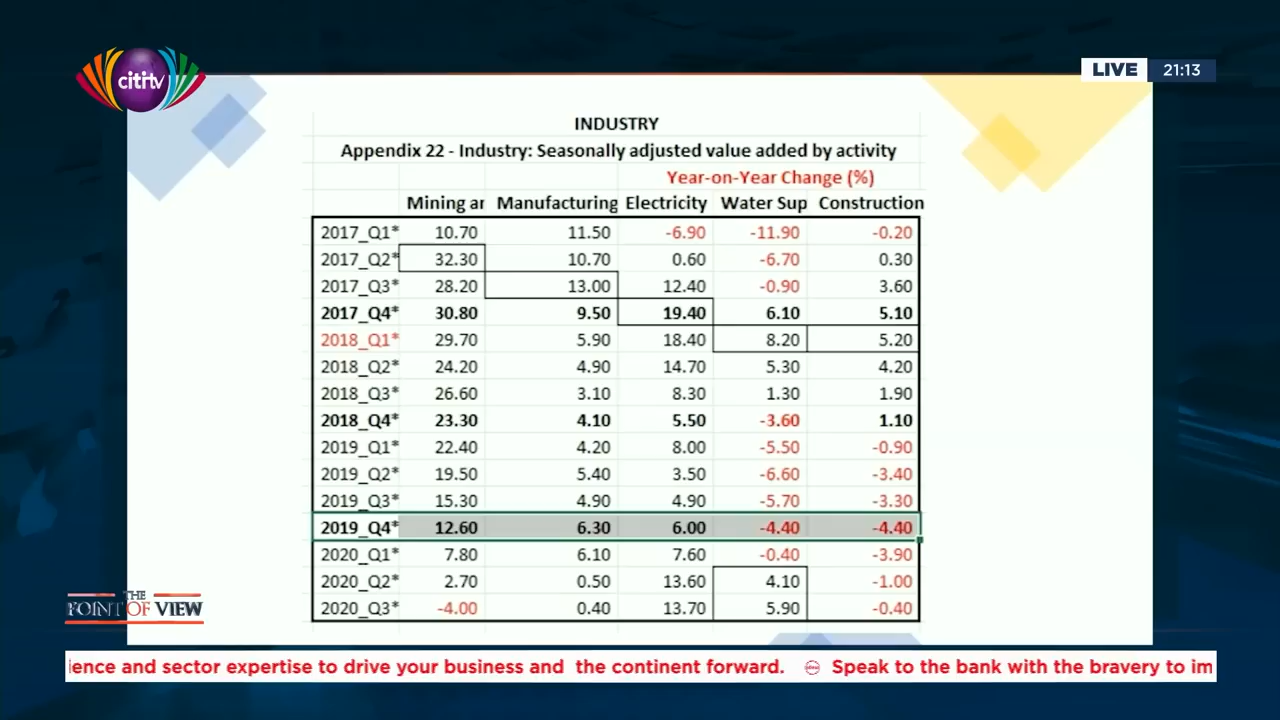 cititv
LIVE 21:13
INDUSTRY
Appendix 22 - Industry: Seasonally adjusted value added by activity
Year-on-Year Change (%)
Mining ar Manufacturing Electricity Water Sup Construction
2017_Q1* 10.70 11.50 -6.90 -11.90 -0.20
2017_Q2* 32.30 10.70 0.60 -6.70 0.30
2017_Q3* 28.20 13.00 12.40 -0.90 3.60
2017_Q4* 30.80 9.50 19.40 6.10 5.10
2018_Q1* 29.70 5.90 18.40 8.20 5.20
2018_Q2* 24.20 4.90 14.70 5.30 4.20
2018_Q3* 26.60 3.10 8.30 1.30 1.90
2018_Q4* 23.30 4.10 5.50 -3.60 1.10
2019_Q1* 22.40 4.20 8.00 -5.50 -0.90
2019_Q2* 19.50 5.40 3.50 -6.60 -3.40
2019_Q3* 15.30 4.90 4.90 -5.70 -3.30
2019_Q4* 12.60 6.30 6.00 -4.40 -4.40
2020_Q1* 7.80 6.10 7.60 -0.40 -3.90
2020_Q2* 2.70 0.50 13.60 4.10 -1.00
2020_Q3* -4.00 0.40 13.70 5.90 -0.40
THE
POINT OF VIEW
ience and sector expertise to drive your business and the continent forward. Speak to the bank with the bravery to im